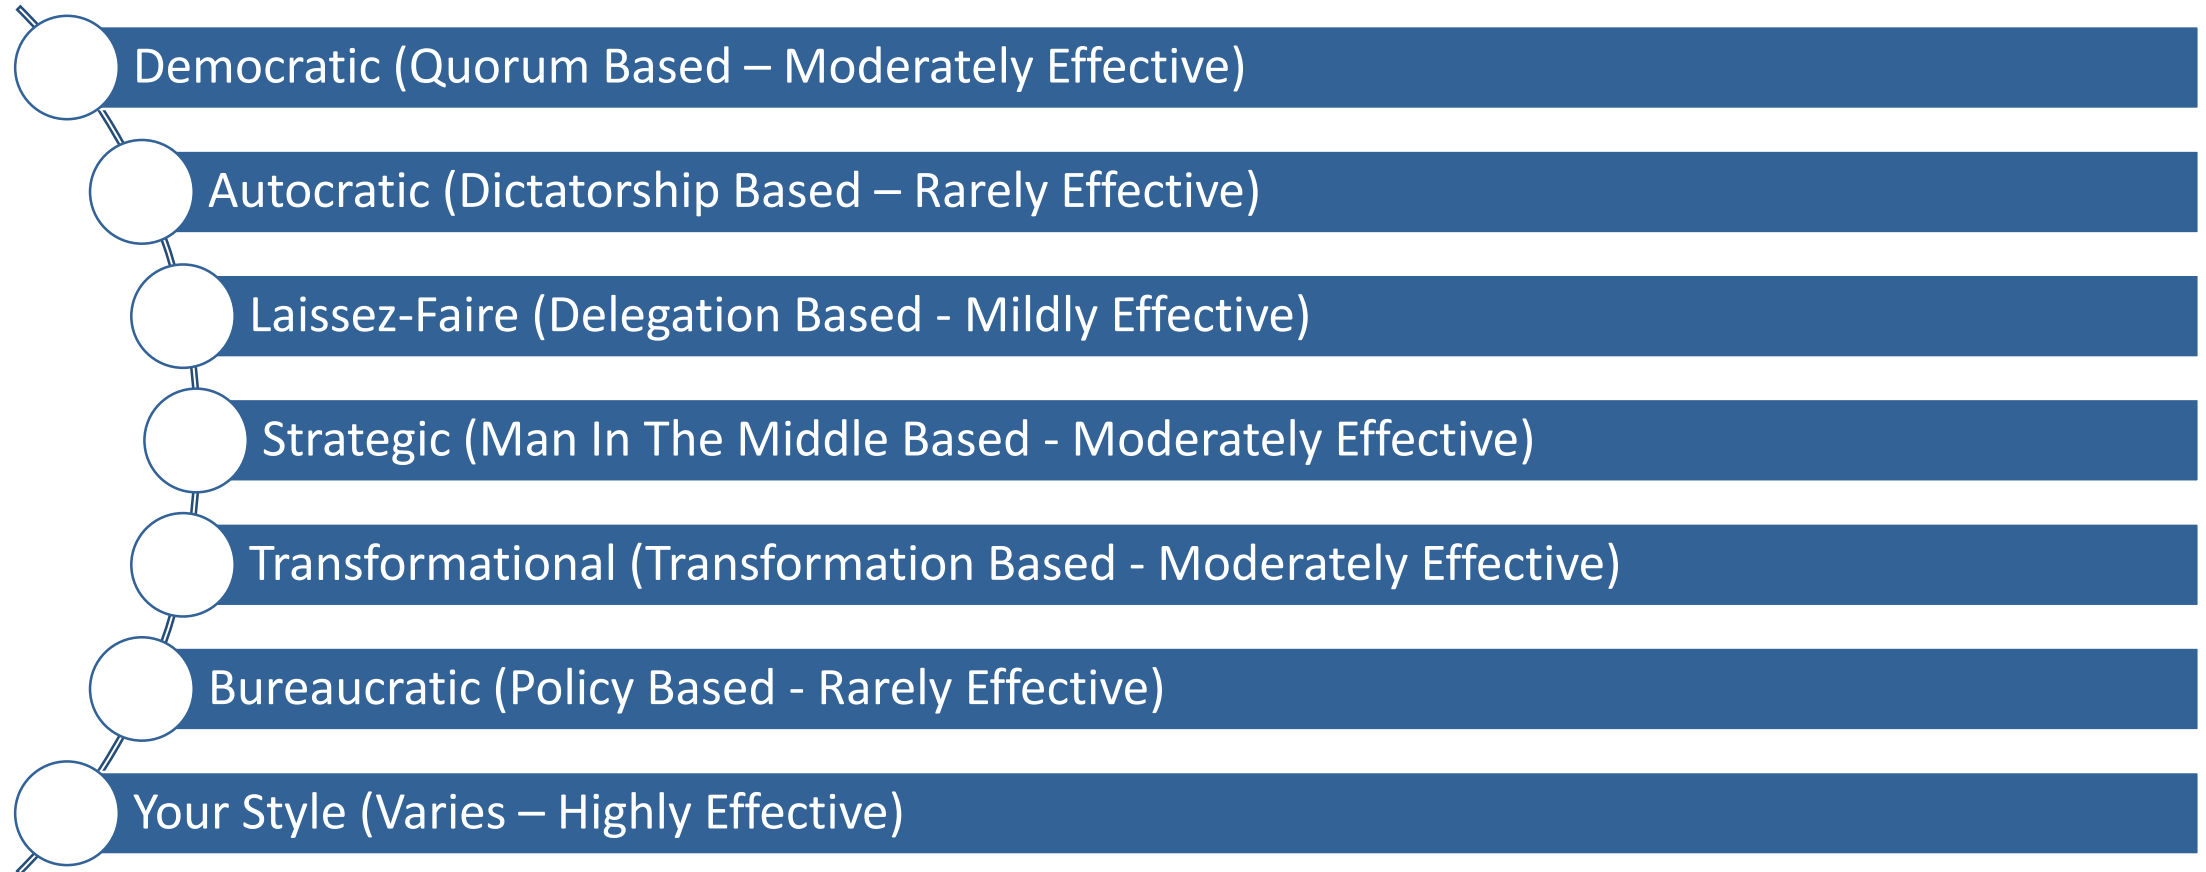 Democratic (Quorum Based – Moderately Effective)
Autocratic (Dictatorship Based – Rarely Effective)
Laissez-Faire (Delegation Based - Mildly Effective)
Strategic (Man In The Middle Based - Moderately Effective)
Transformational (Transformation Based - Moderately Effective)
Bureaucratic (Policy Based - Rarely Effective)
Your Style (Varies – Highly Effective)